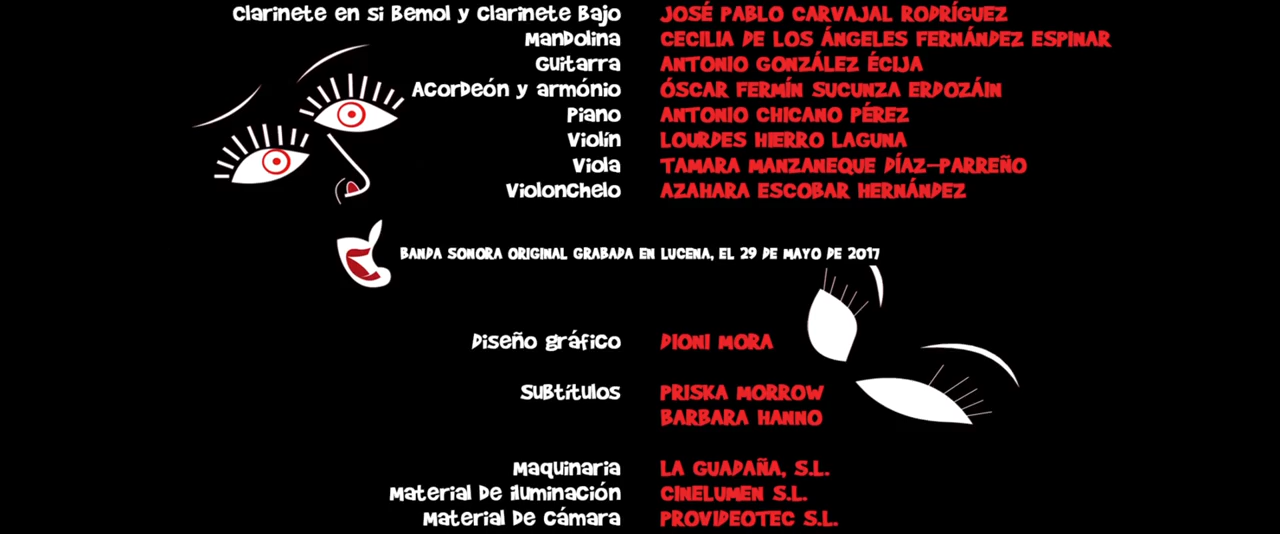 Clarinete en si Bemol y Clarinete Bajo JOSÉ PABLO CARVAJAL RODRÍGUEZ
Mandolina CECILIA DE LOS ÁNGELES FERNÁNDEZ ESPINAR
Guitarra ANTONIO GONZÁLEZ ÉCIJA
Acordeón y armónio ÓSCAR FERMÍN SUCUNZA ERDOZÁIN
Piano ANTONIO CHICANO PÉREZ
Violín LOURDES HIERRO LAGUNA
Viola TAMARA MANZANEQUE DÍAZ-PARREÑO
Violonchelo AZAHARA ESCOBAR HERNÁNDEZ
BANDA SONORA ORIGINAL GRABADA EN LUCENA, EL 29 DE MAYO DE 2017
Diseño gráfico DIONI MORA
Subtítulos PRISKA MORROW
BARBARA HANNO
Maquinaria LA GUADAÑA, S.L.
Material de iluminación CINELUMEN S.L.
Material de Cámara PROVIDEOTEC S.L.